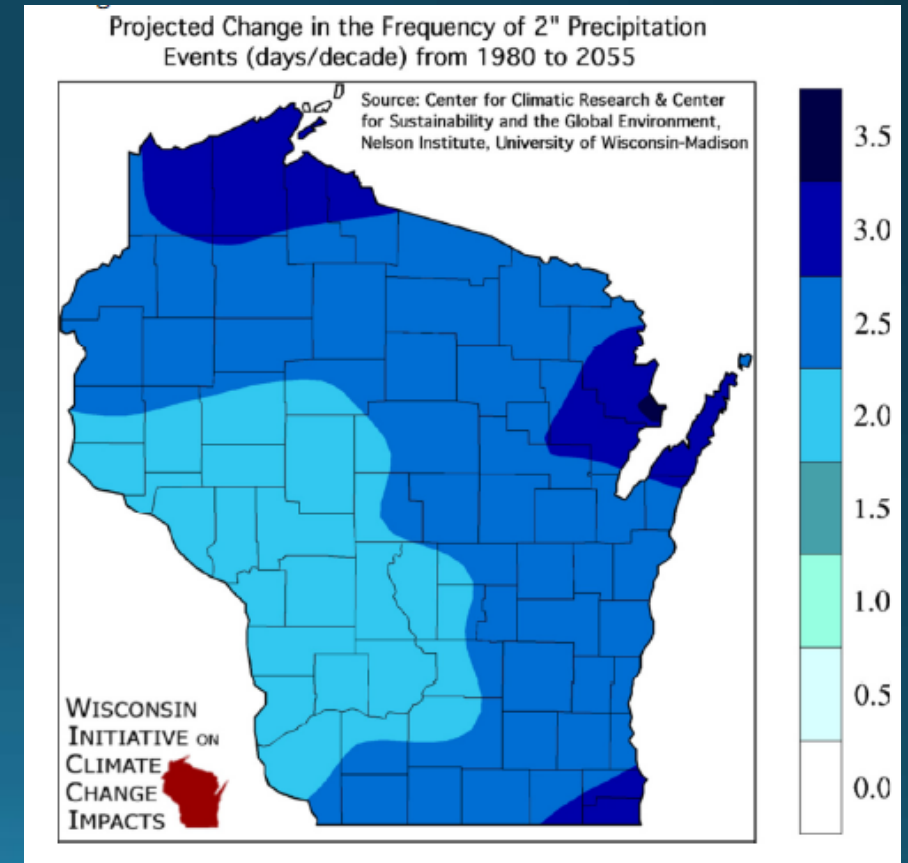 Projected Change in the Frequency of 2" Precipitation
Events (days/decade) from 1980 to 2055
Source: Center for Climatic Research & Center
for Sustainability and the Global Environment,
Nelson Institute, University of Wisconsin-Madison
3.5
3.0
2.5
2.0
1.5
1.0
0.5
0.0
WISCONSIN
INITIATIVE ON
CLIMATE
CHANGE
IMPACTS